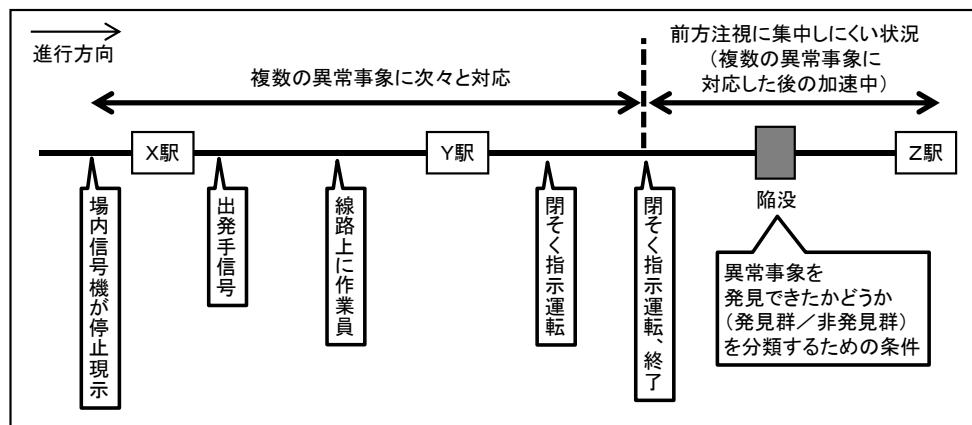 進行方向
複数の異常事象に次々と対応
前方注視に集中しにくい状況
（複数の異常事象に
対応した後の加速中）
X駅
Y駅
Z駅
場内信号機が停止現示
出発手信号
線路上に作業員
閉そく指示運転
閉そく指示運転、終了
陥没
異常事象を
発見できたかどうか
（発見群／非発見群）
を分類するための条件